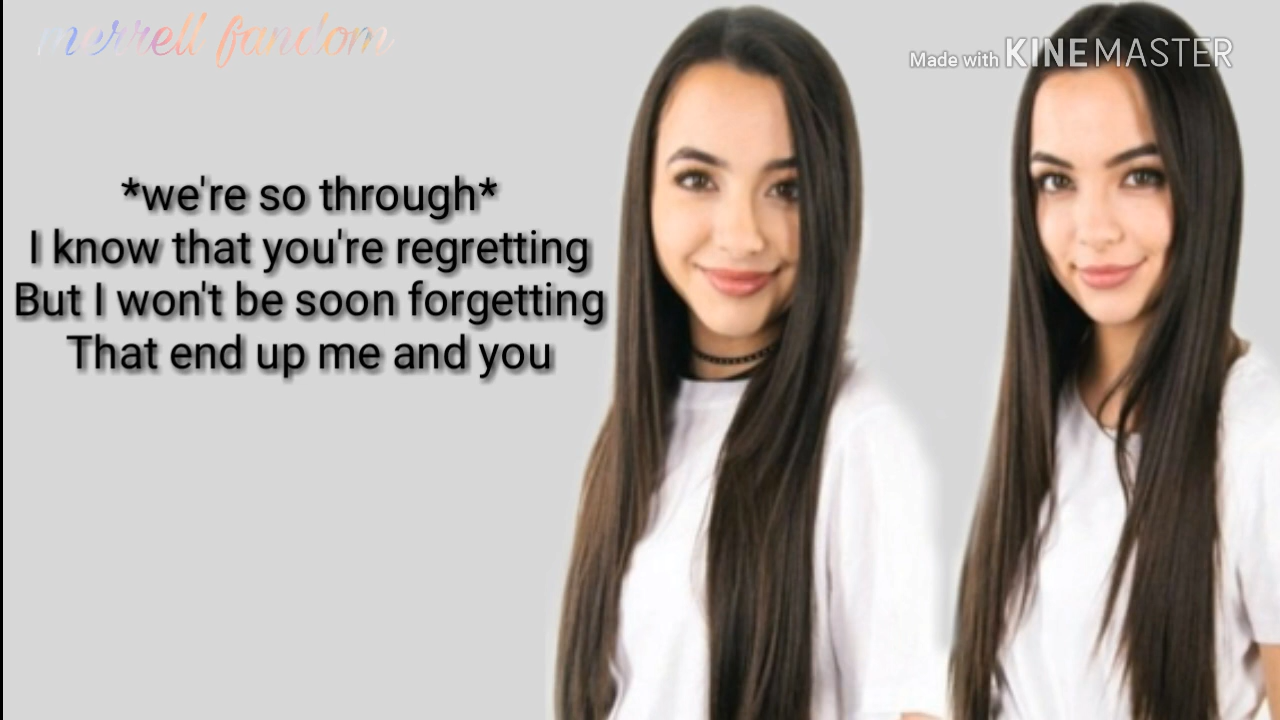 merrell fandom
Made with KINEMASTER
*we're so through*
I know that you're regretting
But I won't be soon forgetting
That end up me and you